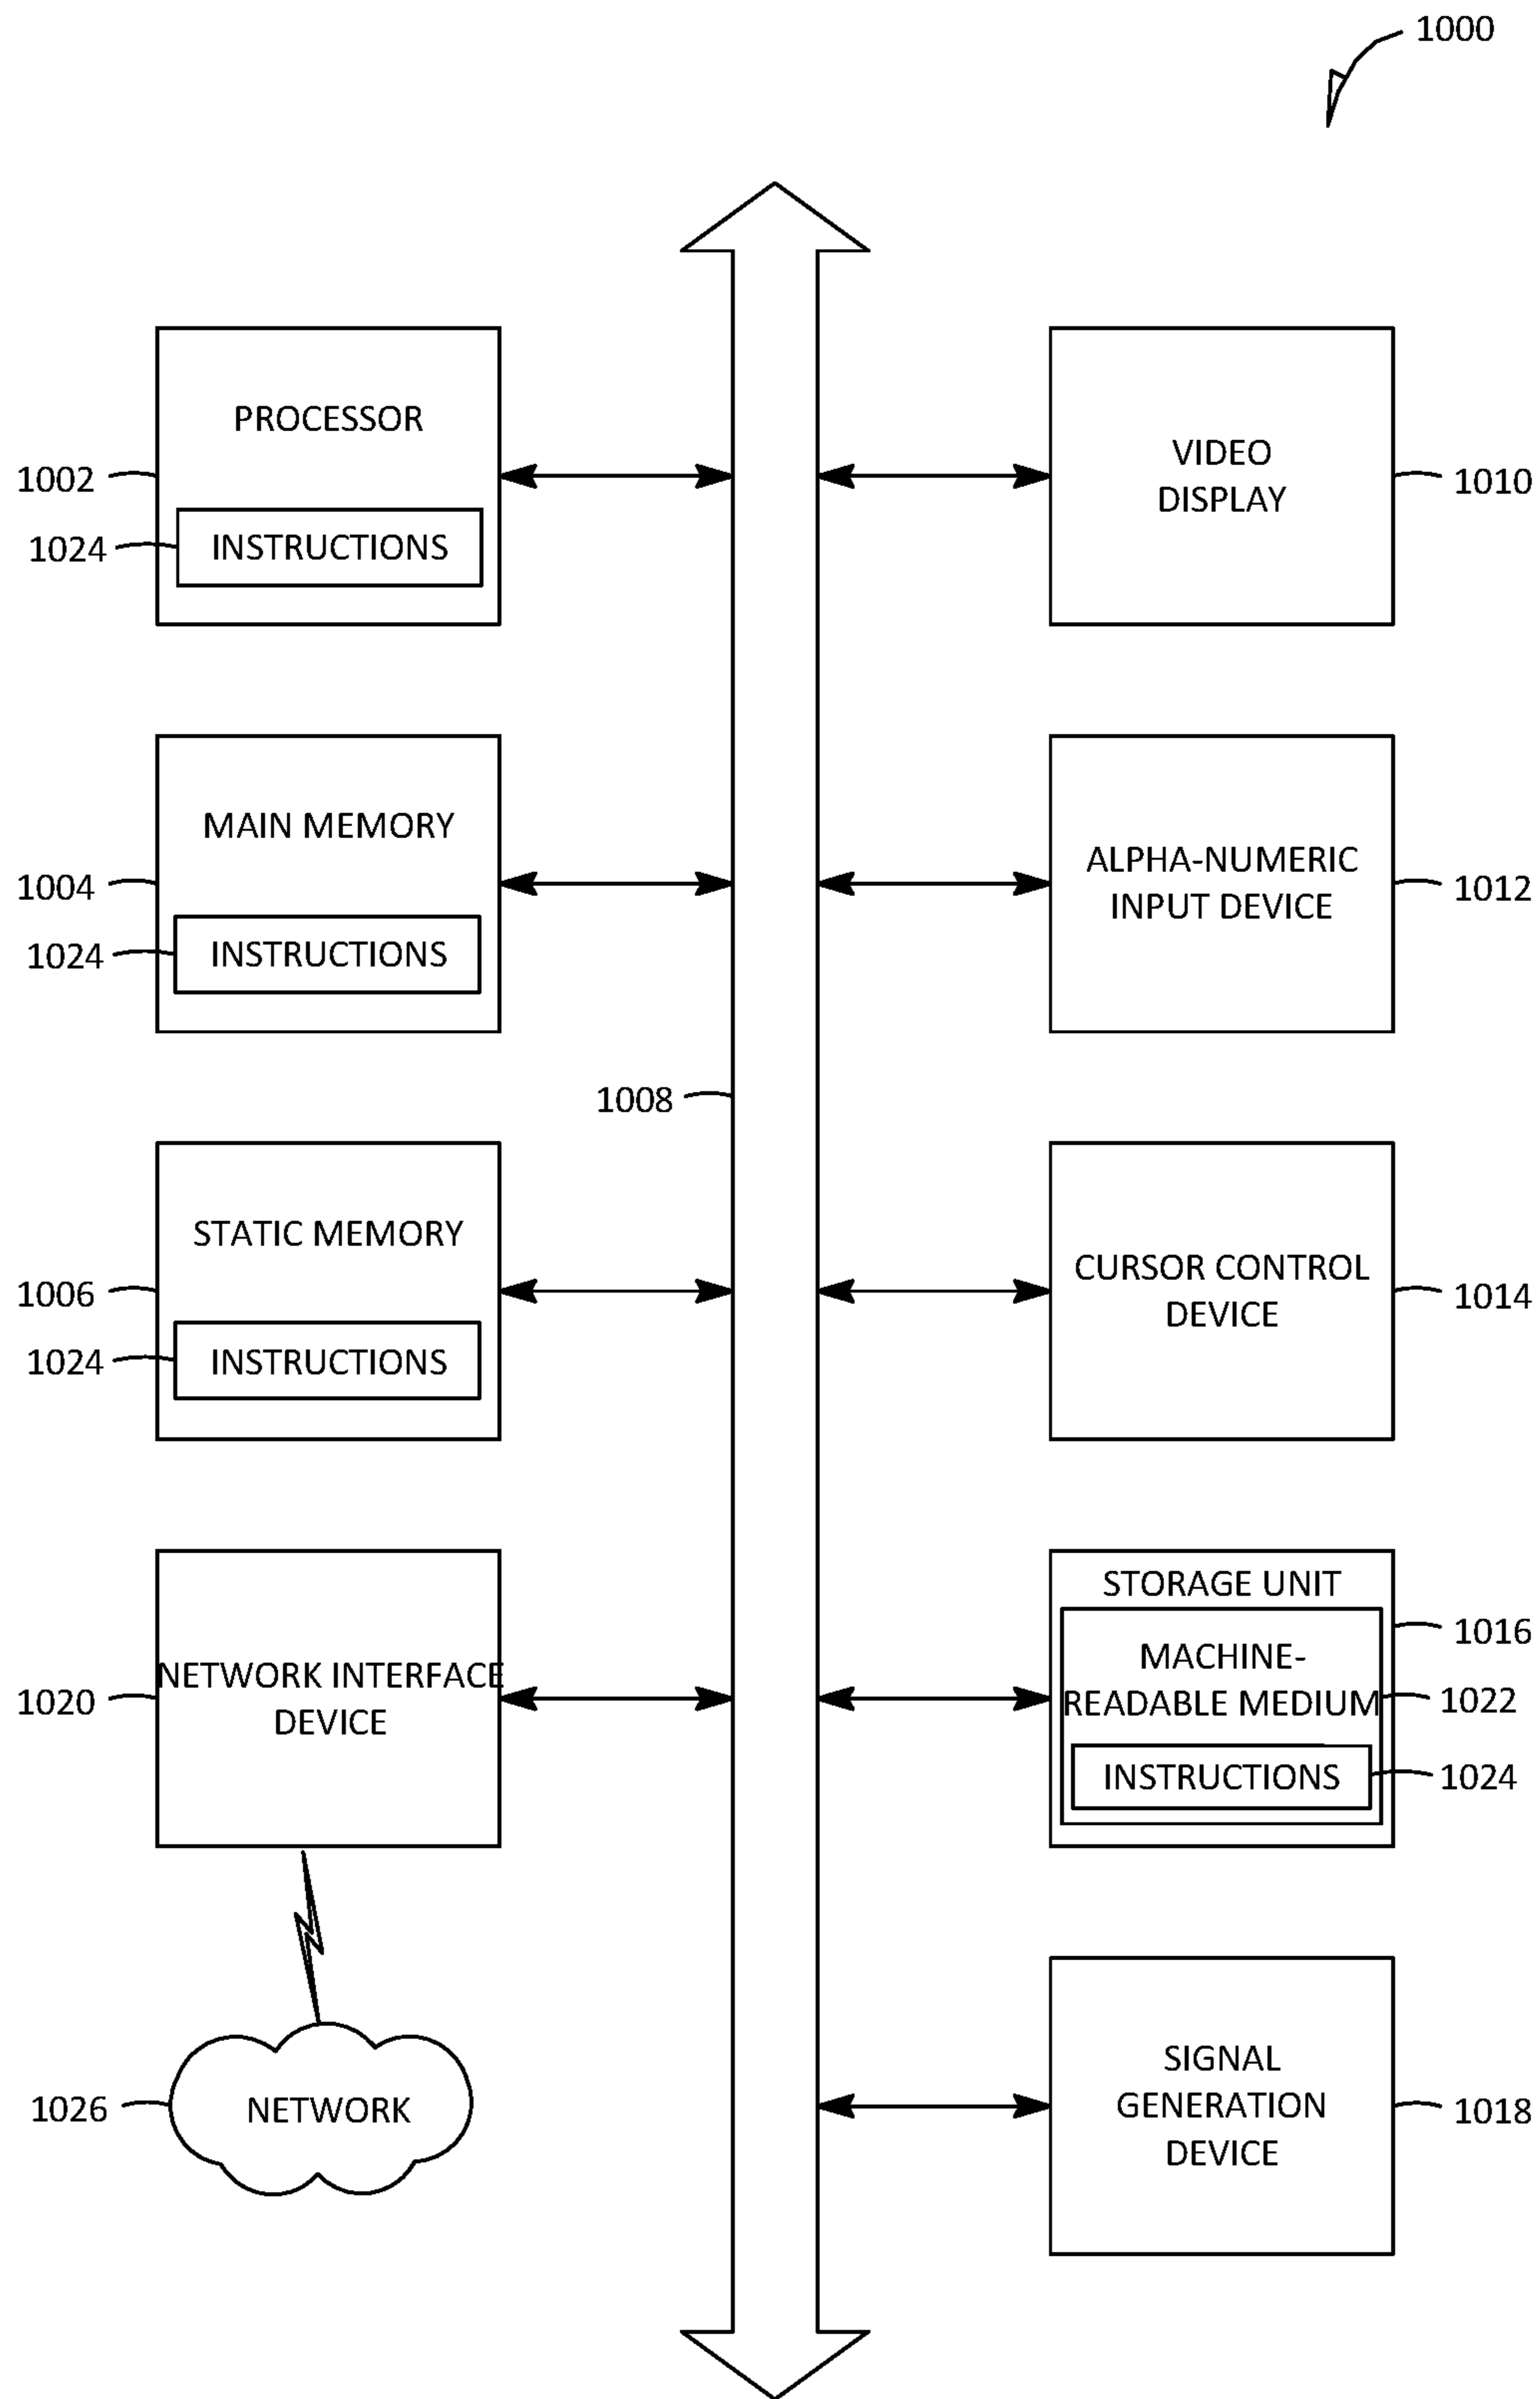 1000
PROCESSOR
1002
1024
INSTRUCTIONS
VIDEO
DISPLAY
1010
MAIN MEMORY
1004
1024
INSTRUCTIONS
ALPHA-NUMERIC
INPUT DEVICE
1012
1008
STATIC MEMORY
1006
1024
INSTRUCTIONS
CURSOR CONTROL
DEVICE
1014
NETWORK INTERFACE
DEVICE
1020
STORAGE UNIT
1016
MACHINE-
READABLE MEDIUM
1022
INSTRUCTIONS
1024
NETWORK
1026
SIGNAL
GENERATION
DEVICE
1018